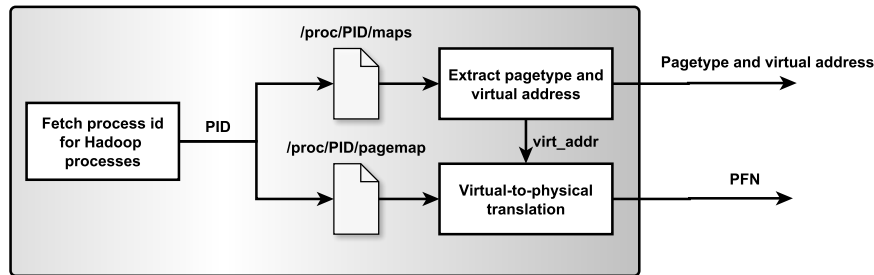 /proc/PID/maps
Extract pagetype and
virtual address
Pagetype and virtual address
Fetch process id
for Hadoop
processes
PID
virt_addr
/proc/PID/pagemap
Virtual-to-physical
translation
PFN